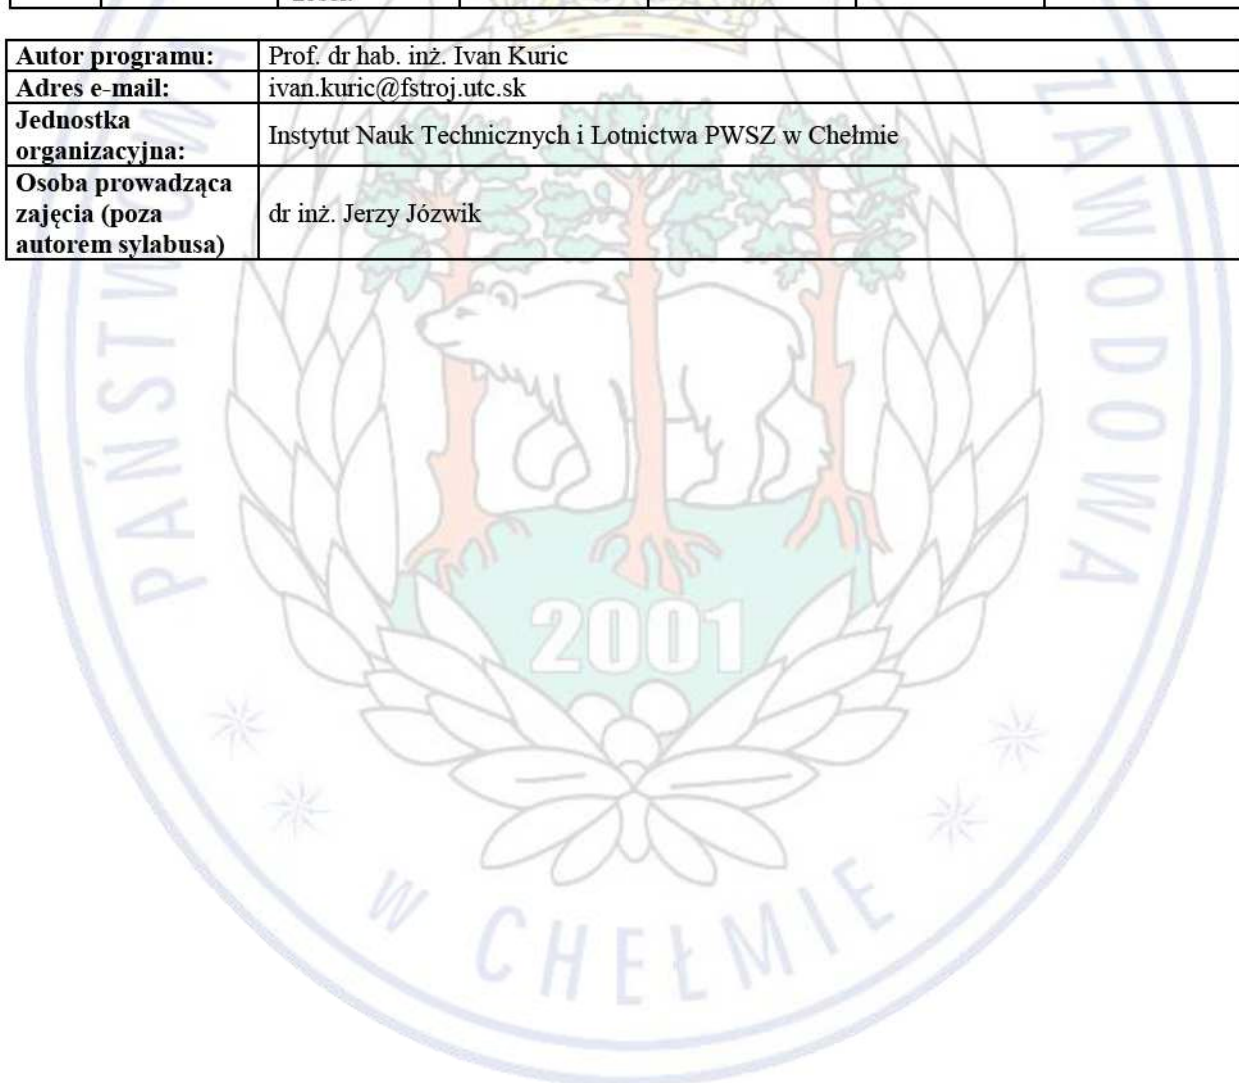 Autor programu: Prof. dr hab. inż. Ivan Kuric
Adres e-mail: ivan.kuric@fstroj.utc.sk
Jednostka
organizacyjna: Instytut Nauk Technicznych i Lotnictwa PWSZ w Chełmie
Osoba prowadząca
zajęcia (poza
autorem sylabusa) dr inż. Jerzy Józwik
PAŃSTWOWA
ZAWODOWA
2001
W CHEŁMIE